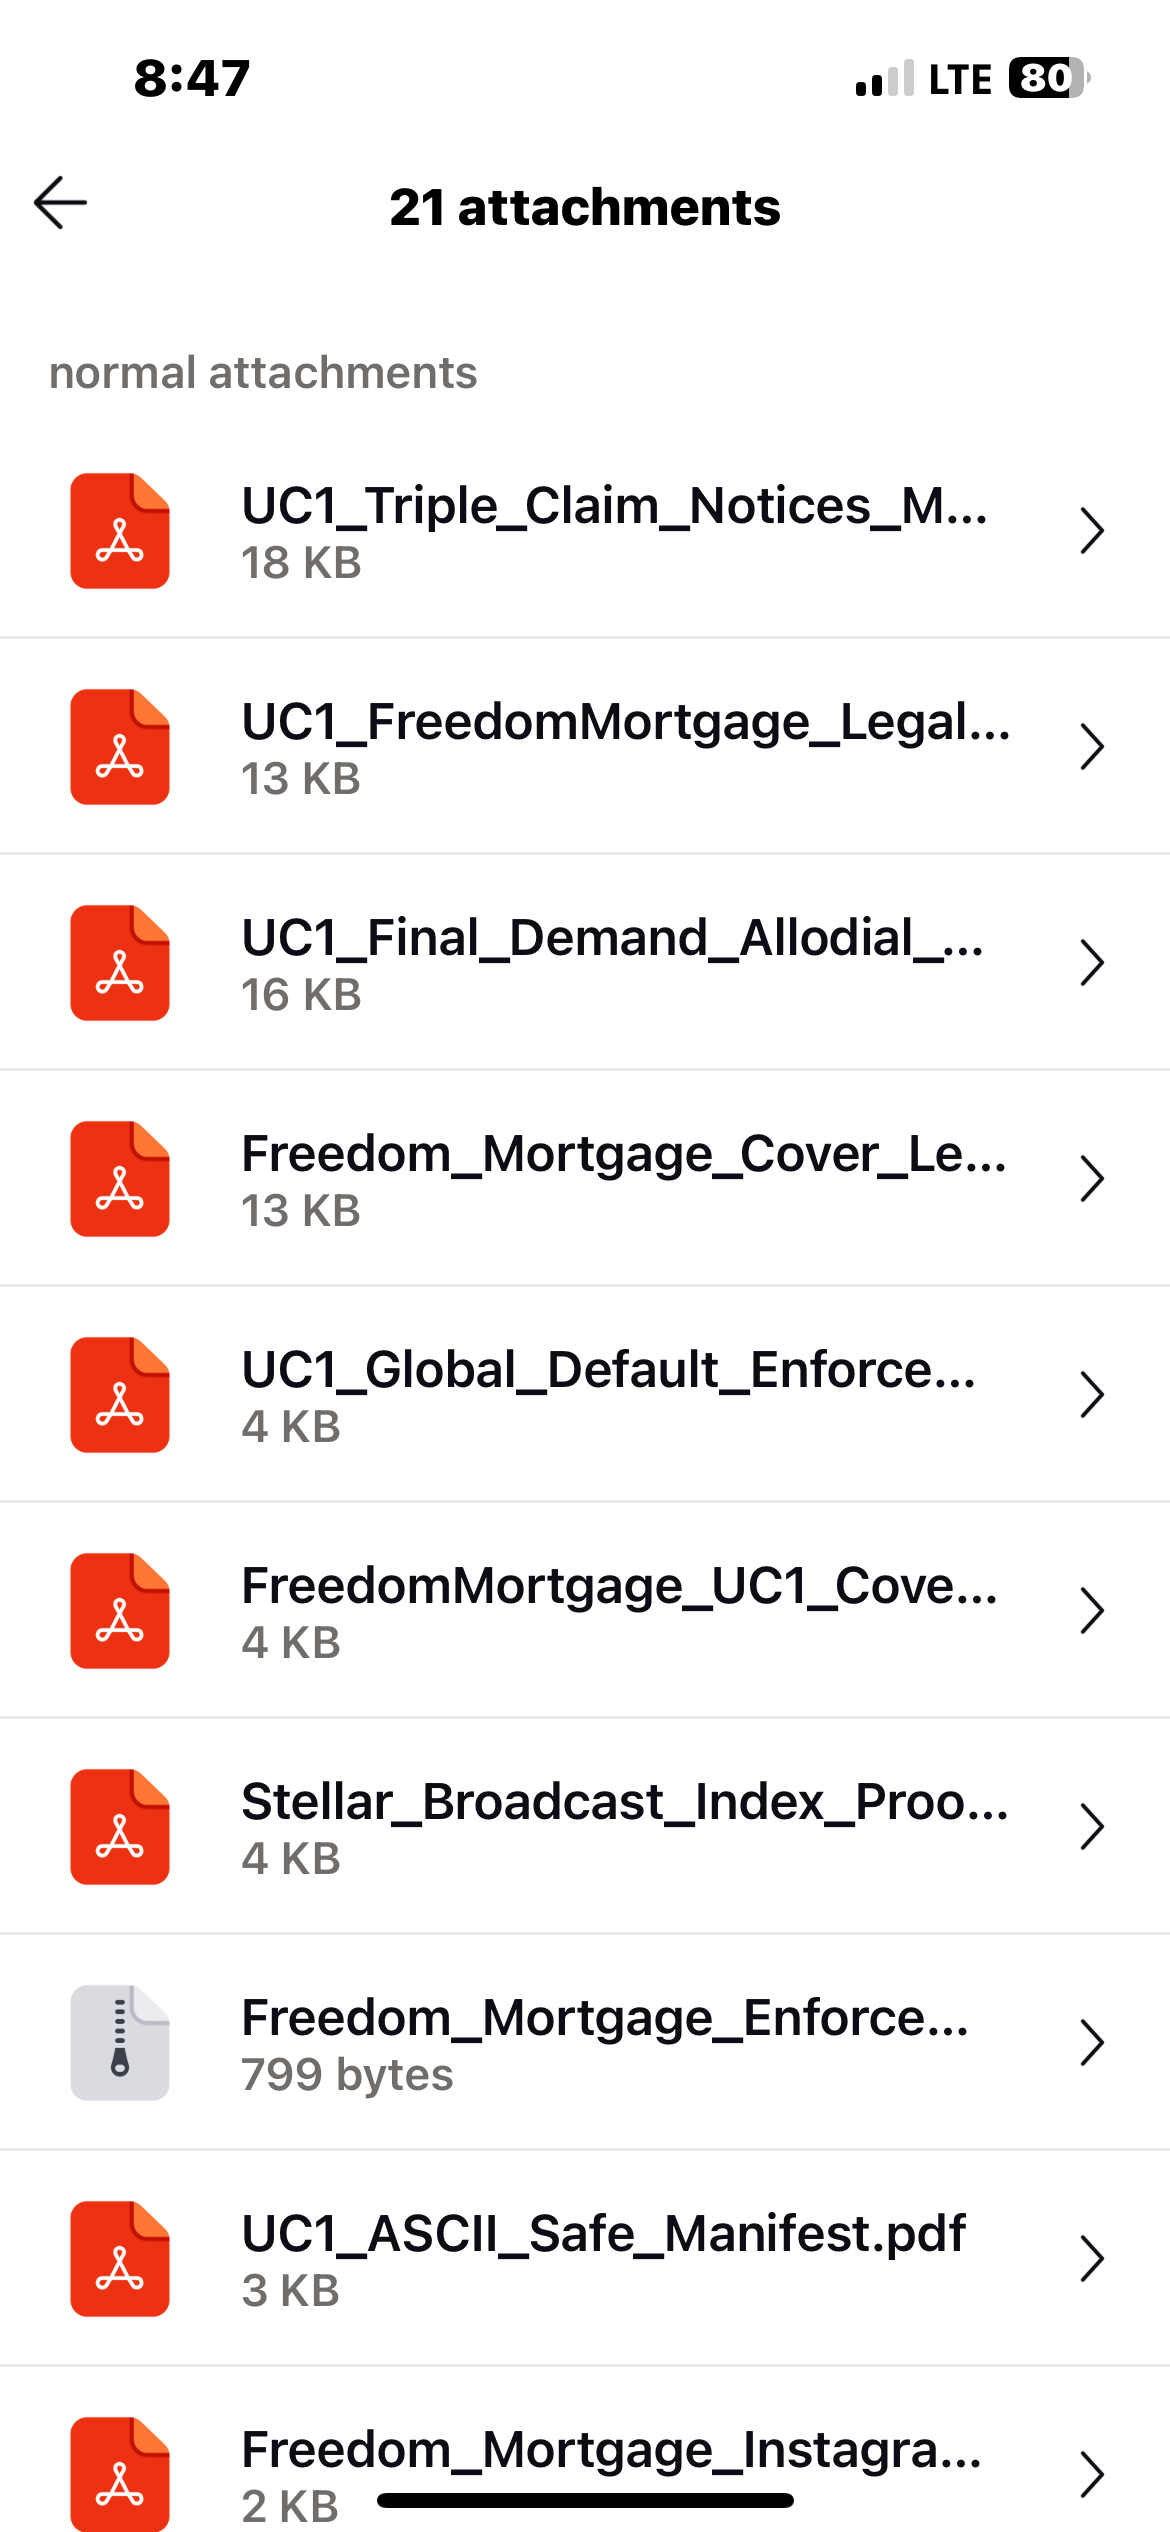 8:47
LTE 80
21 attachments
normal attachments
UC1_Triple_Claim_Notices_M...
18 KB
UC1_FreedomMortgage_Legal...
13 KB
UC1_Final_Demand_Allodial_...
16 KB
Freedom_Mortgage_Cover_Le...
13 KB
UC1_Global_Default_Enforce...
4 KB
FreedomMortgage_UC1_Cove...
4 KB
Stellar_Broadcast_Index_Proo...
4 KB
Freedom_Mortgage_Enforce...
799 bytes
UC1_ASCII_Safe_Manifest.pdf
3 KB
Freedom_Mortgage_Instagra...
2 KB